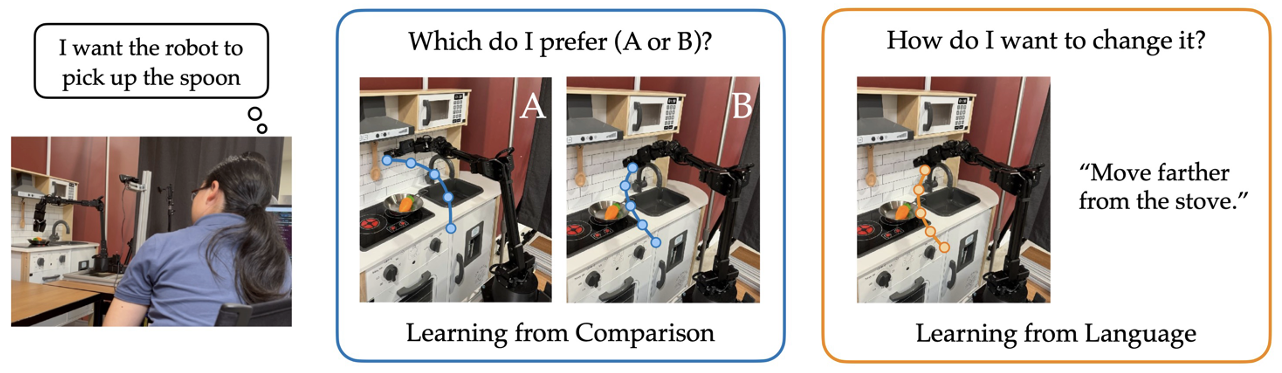 I want the robot to
pick up the spoon
Which do I prefer (A or B)?
A
B
Learning from Comparison
How do I want to change it?
“Move farther
from the stove.”
Learning from Language